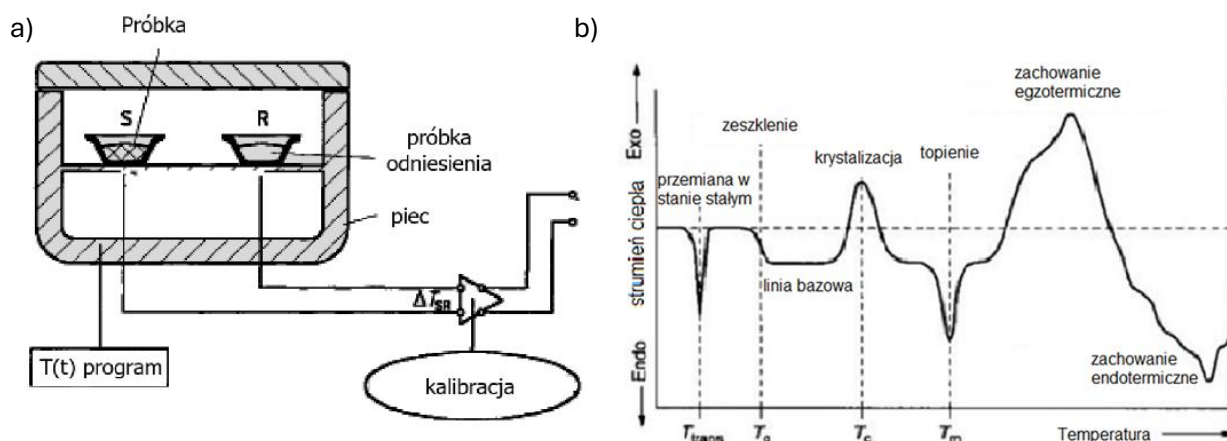 a)
Próbka
S
R
próbka
odniesienia
piec
ΔT_SR
T(t) program
kalibracja
b)
Exo
strumień ciepła
Endo
przemiana w
stanie stałym
zeszklenie
linia bazowa
krystalizacja
topienie
zachowanie
egzotermiczne
zachowanie
endotermiczne
T_trans
T_g
T_c
T_m
Temperatura